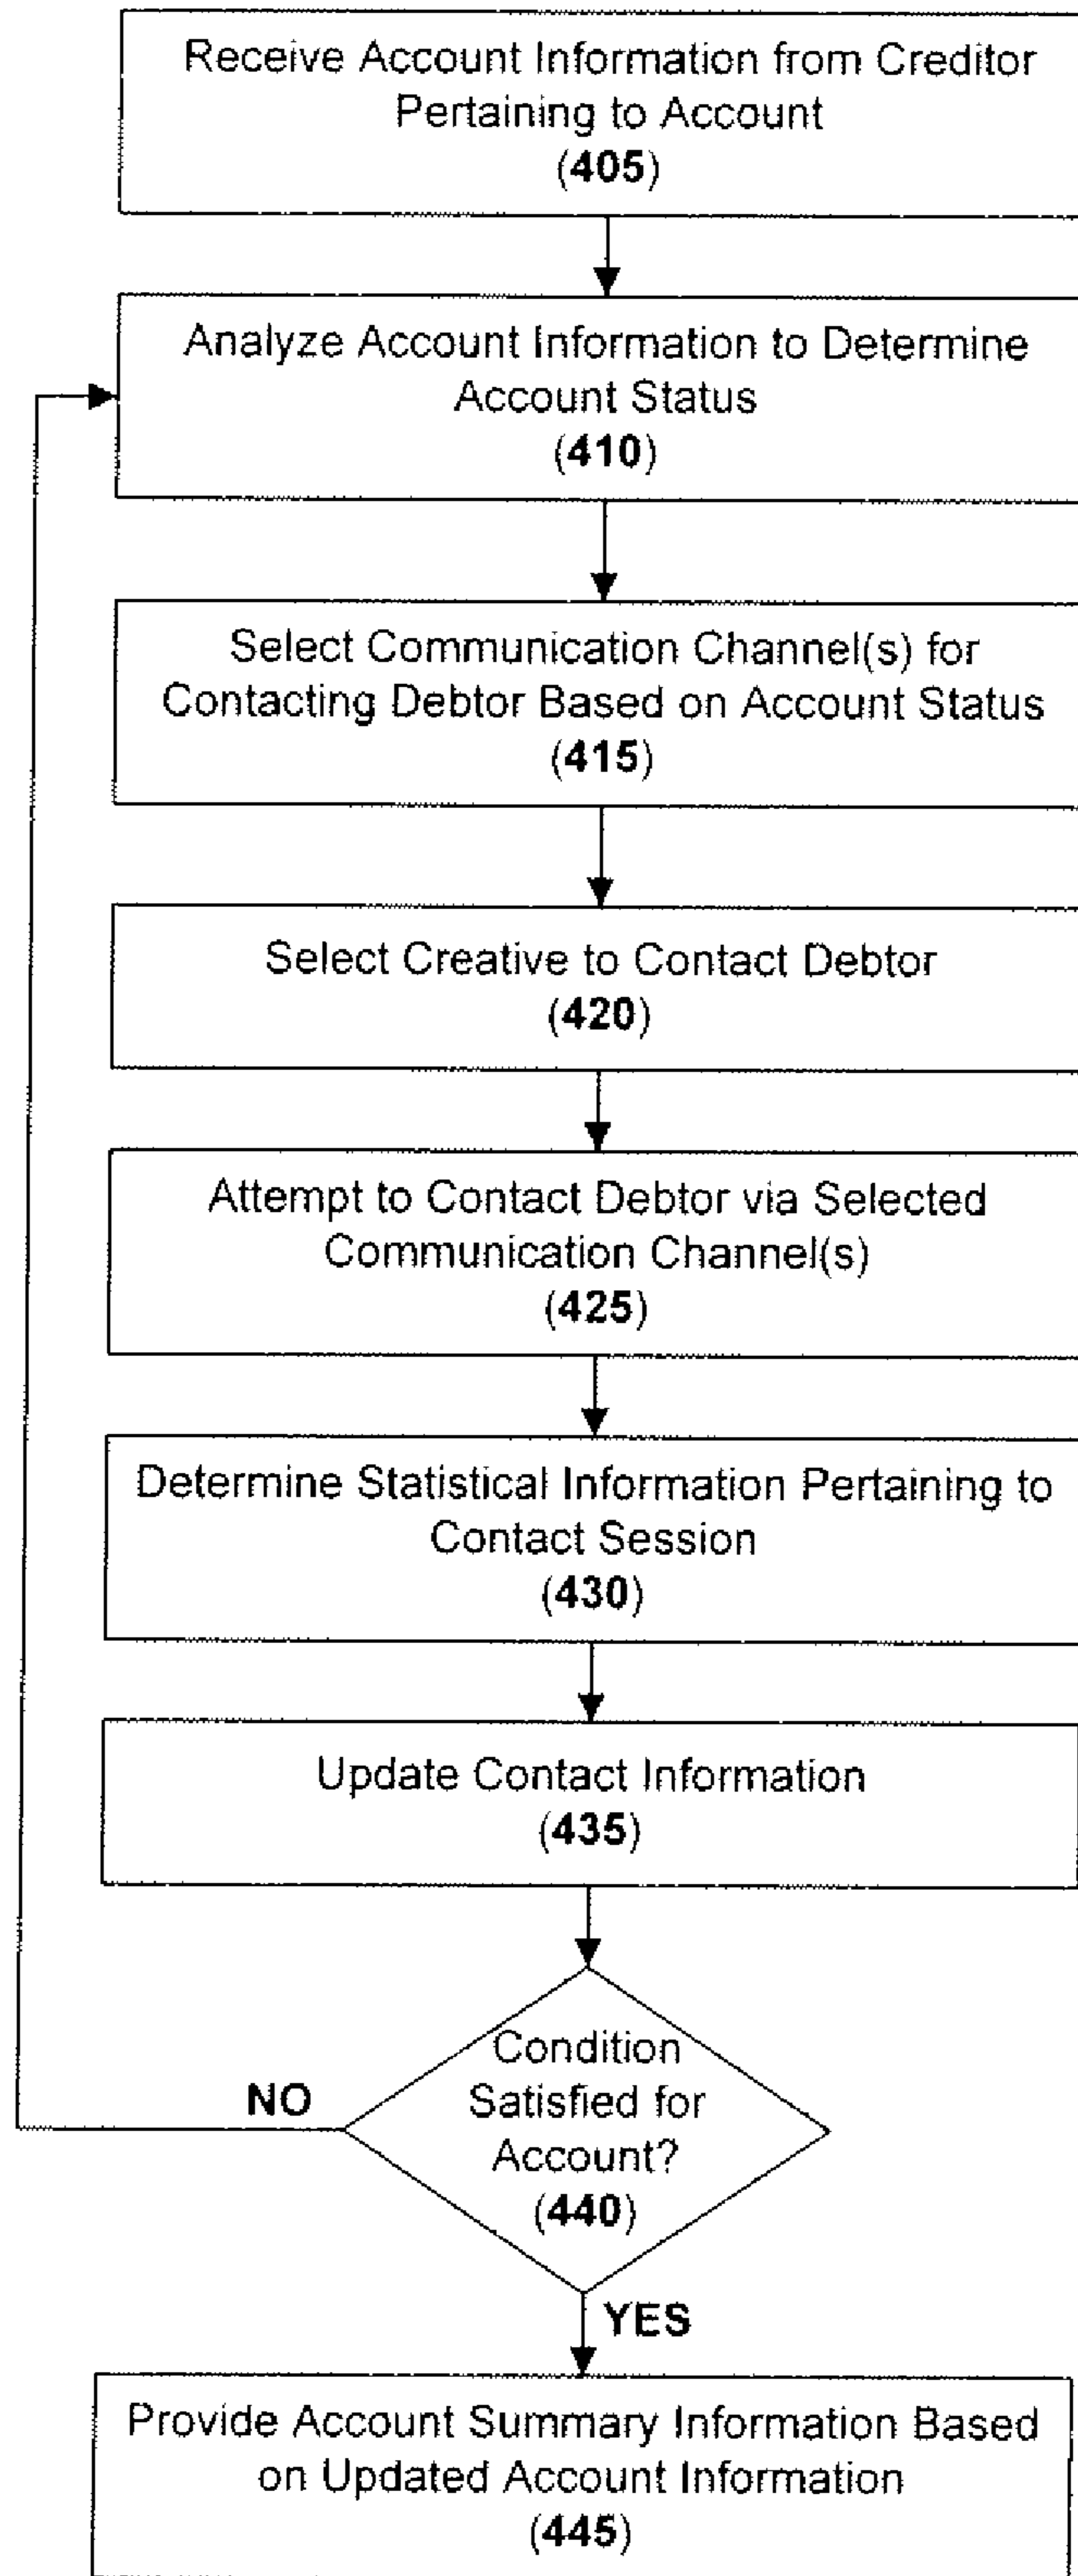 Receive Account Information from Creditor
Pertaining to Account
(405)
Analyze Account Information to Determine
Account Status
(410)
Select Communication Channel(s) for
Contacting Debtor Based on Account Status
(415)
Select Creative to Contact Debtor
(420)
Attempt to Contact Debtor via Selected
Communication Channel(s)
(425)
Determine Statistical Information Pertaining to
Contact Session
(430)
Update Contact Information
(435)
Condition
Satisfied for
Account?
(440)
NO
YES
Provide Account Summary Information Based
on Updated Account Information
(445)